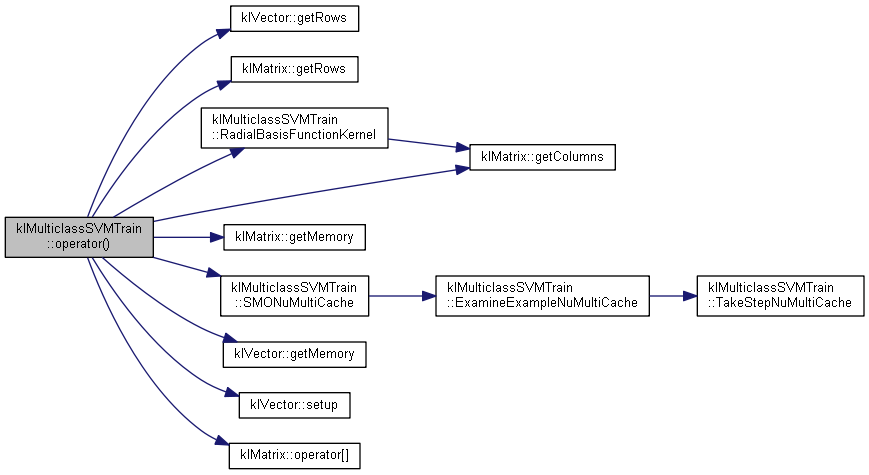 klVector::getRows
klMatrix::getRows
klMulticlassSVMTrain
::RadialBasisFunctionKernel
klMatrix::getColumns
klMulticlassSVMTrain
::operator()
klMatrix::getMemory
klMulticlassSVMTrain
::SMONuMultiCache
klMulticlassSVMTrain
::ExamineExampleNuMultiCache
klMulticlassSVMTrain
::TakeStepNuMultiCache
klVector::getMemory
klVector::setup
klMatrix::operator[]